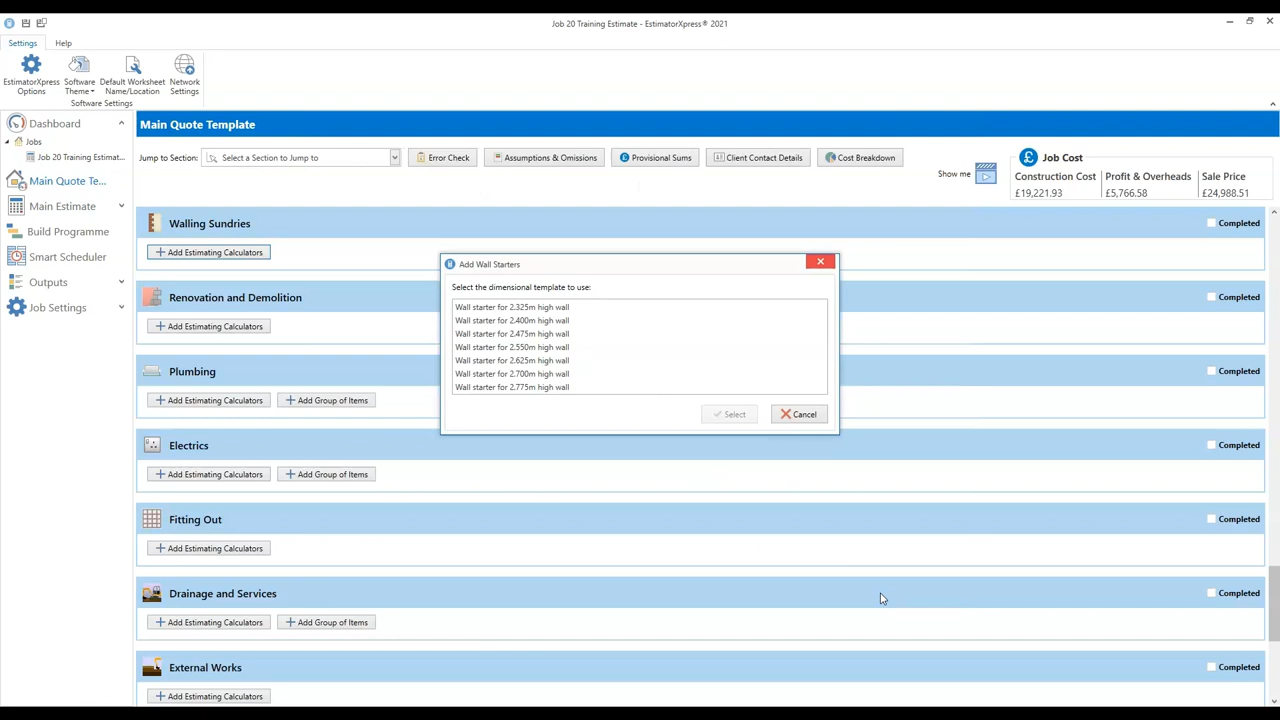 Job 20 Training Estimate - EstimatorXpress® 2021
Settings
Help
EstimatorXpress Options
Software Theme
Default Worksheet Name/Location
Network Settings
Software Settings
Dashboard
Jobs
Job 20 Training Estimat...
Main Quote Te...
Main Estimate
Build Programme
Smart Scheduler
Outputs
Job Settings
Main Quote Template
Jump to Section:
Select a Section to Jump to
Error Check
Assumptions & Omissions
Provisional Sums
Client Contact Details
Cost Breakdown
Show me
Job Cost
Construction Cost
Profit & Overheads
Sale Price
£19,221.93
£5,766.58
£24,988.51
Walling Sundries
Completed
Add Estimating Calculators
Renovation and Demolition
Completed
Add Estimating Calculators
Plumbing
Completed
Add Estimating Calculators
Add Group of Items
Electrics
Completed
Add Estimating Calculators
Add Group of Items
Fitting Out
Completed
Add Estimating Calculators
Drainage and Services
Completed
Add Estimating Calculators
Add Group of Items
External Works
Completed
Add Estimating Calculators
Add Wall Starters
Select the dimensional template to use:
Wall starter for 2.325m high wall
Wall starter for 2.400m high wall
Wall starter for 2.475m high wall
Wall starter for 2.550m high wall
Wall starter for 2.625m high wall
Wall starter for 2.700m high wall
Wall starter for 2.775m high wall
Select
Cancel